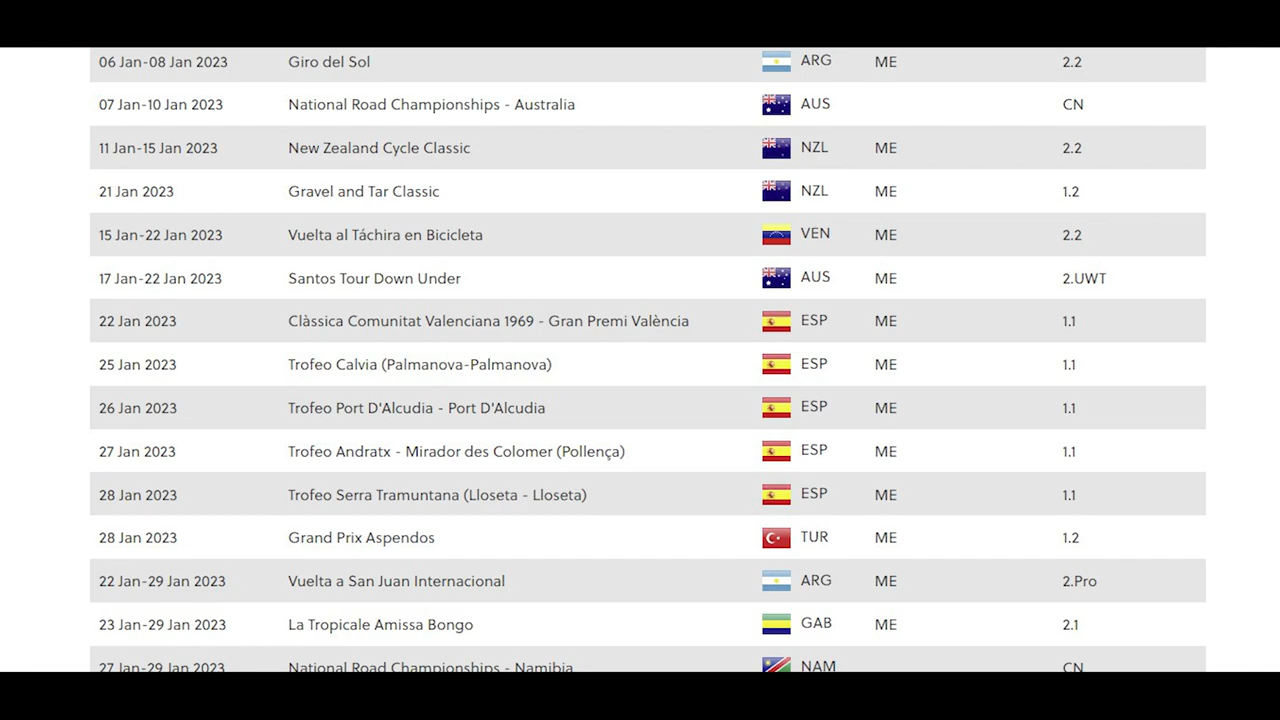 06 Jan-08 Jan 2023 Giro del Sol ARG ME 2.2
07 Jan-10 Jan 2023 National Road Championships - Australia AUS CN
11 Jan-15 Jan 2023 New Zealand Cycle Classic NZL ME 2.2
21 Jan 2023 Gravel and Tar Classic NZL ME 1.2
15 Jan-22 Jan 2023 Vuelta al Táchira en Bicicleta VEN ME 2.2
17 Jan-22 Jan 2023 Santos Tour Down Under AUS ME 2.UWT
22 Jan 2023 Clàssica Comunitat Valenciana 1969 - Gran Premi València ESP ME 1.1
25 Jan 2023 Trofeo Calvia (Palmanova-Palmanova) ESP ME 1.1
26 Jan 2023 Trofeo Port D'Alcudia - Port D'Alcudia ESP ME 1.1
27 Jan 2023 Trofeo Andratx - Mirador des Colomer (Pollença) ESP ME 1.1
28 Jan 2023 Trofeo Serra Tramuntana (Lloseta - Lloseta) ESP ME 1.1
28 Jan 2023 Grand Prix Aspendos TUR ME 1.2
22 Jan-29 Jan 2023 Vuelta a San Juan Internacional ARG ME 2.Pro
23 Jan-29 Jan 2023 La Tropicale Amissa Bongo GAB ME 2.1
27 Jan-29 Jan 2023 National Road Championships - Namibia NAM CN